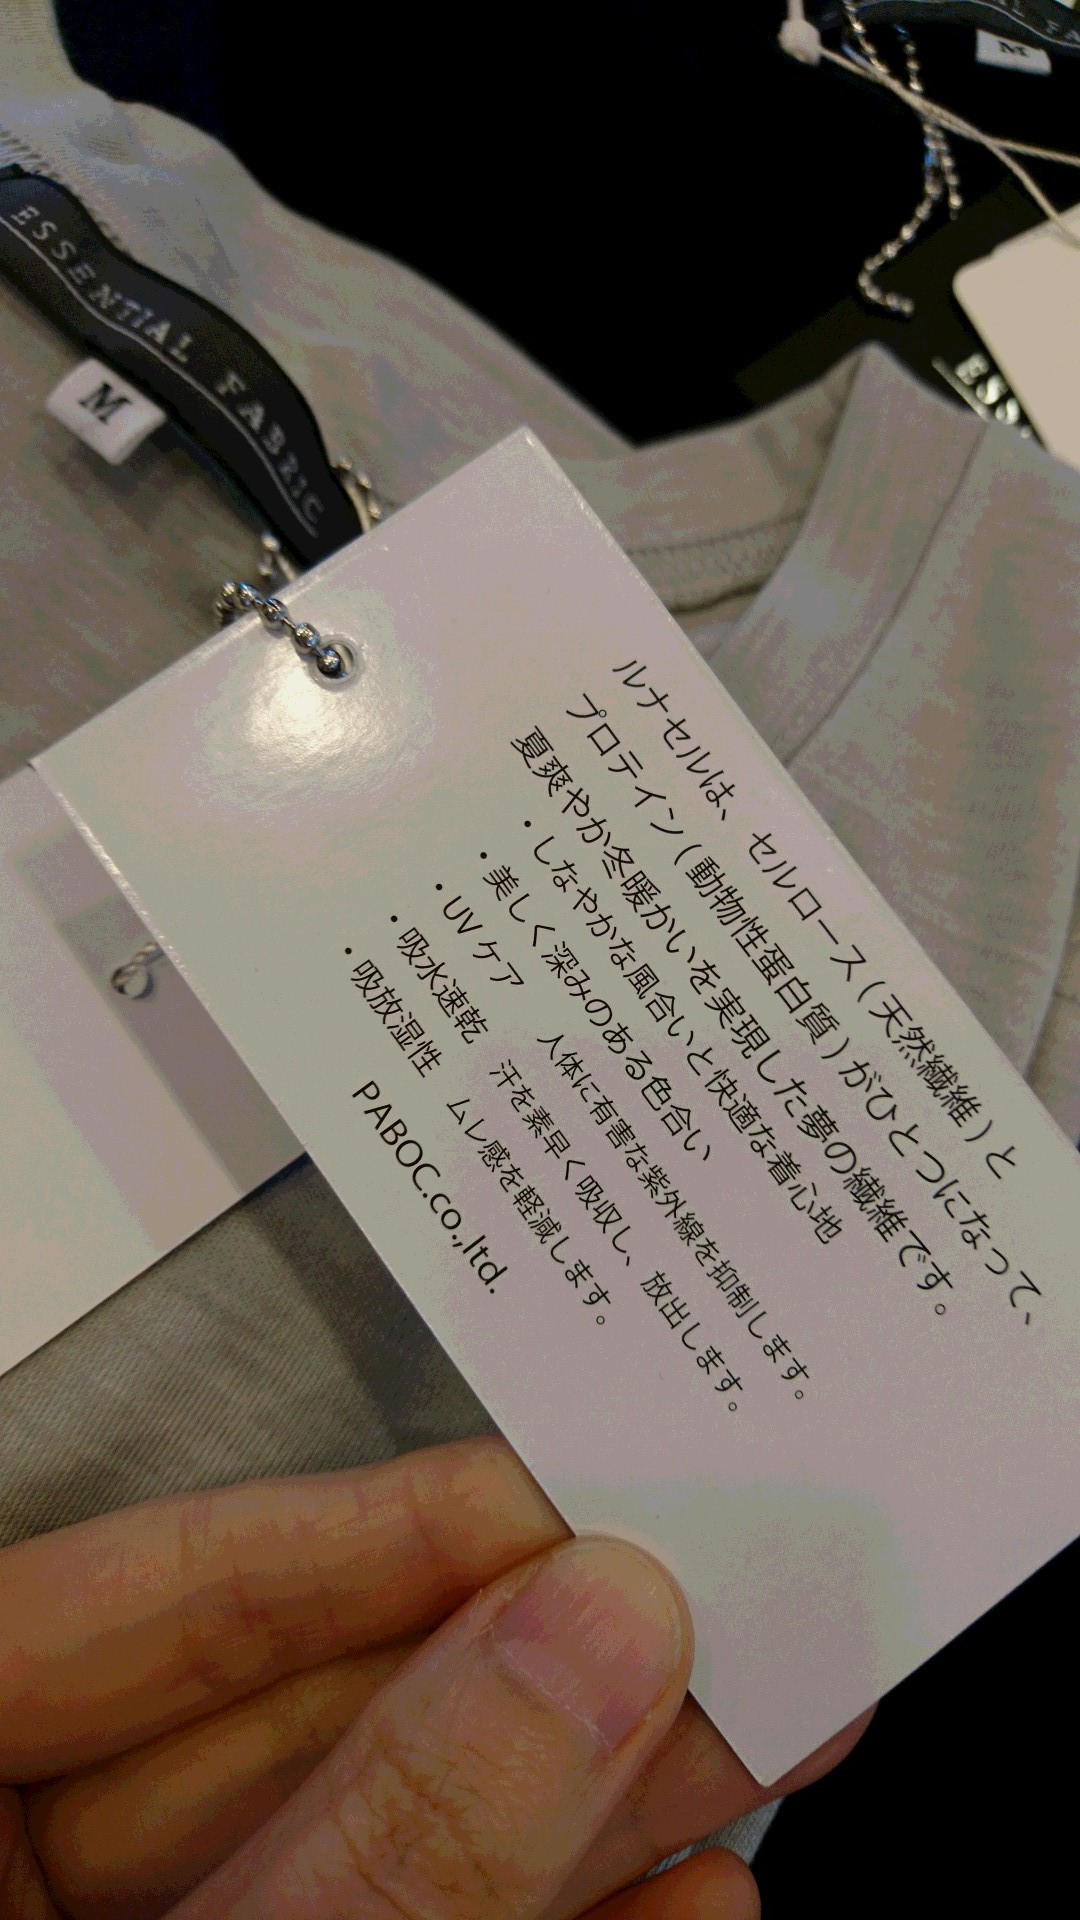 ESSENTIAL FABRIC
M
M
ESS
ルナセルは、セルロース(天然繊維)と
プロテイン(動物性蛋白質)がひとつになって、
夏爽やか冬暖かいを実現した夢の繊維です。
・しなやかな風合いと快適な着心地
・美しく深みのある色合い
・UVケア 人体に有害な紫外線を抑制します。
・吸水速乾 汗を素早く吸収し、放出します。
・吸放湿性 ムレ感を軽減します。
PABOC.co.,ltd.